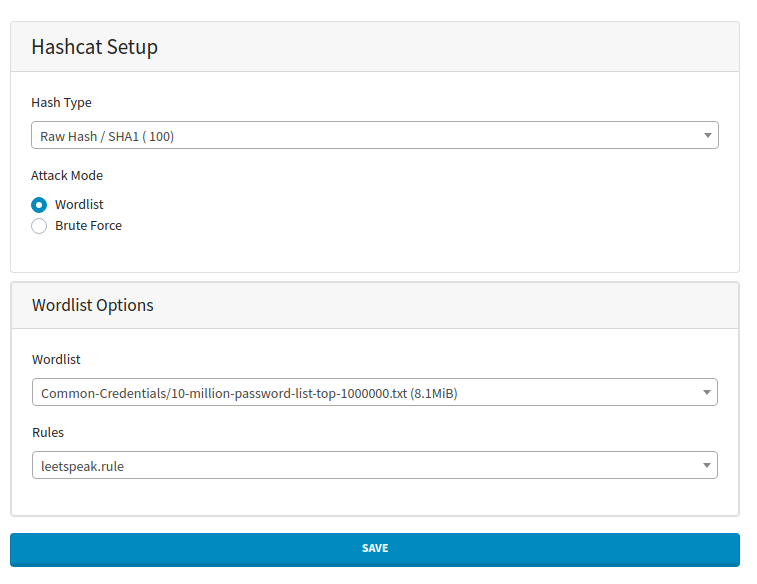 Hashcat Setup
Hash Type
Raw Hash / SHA1 ( 100)
Attack Mode
Wordlist
Brute Force
Wordlist Options
Wordlist
Common-Credentials/10-million-password-list-top-1000000.txt (8.1MiB)
Rules
leetspeak.rule
SAVE